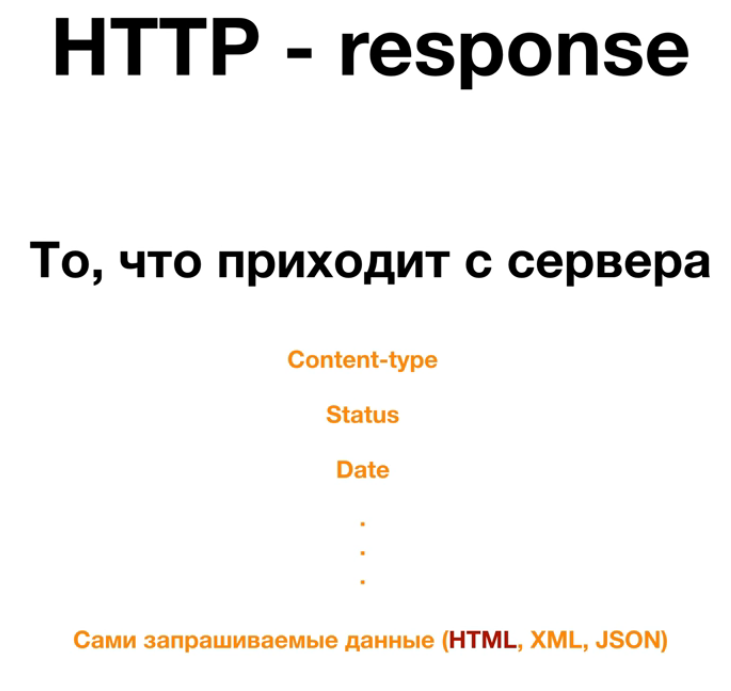 HTTP - response
То, что приходит с сервера
Content-type
Status
Date
.
.
.
Сами запрашиваемые данные (HTML, XML, JSON)